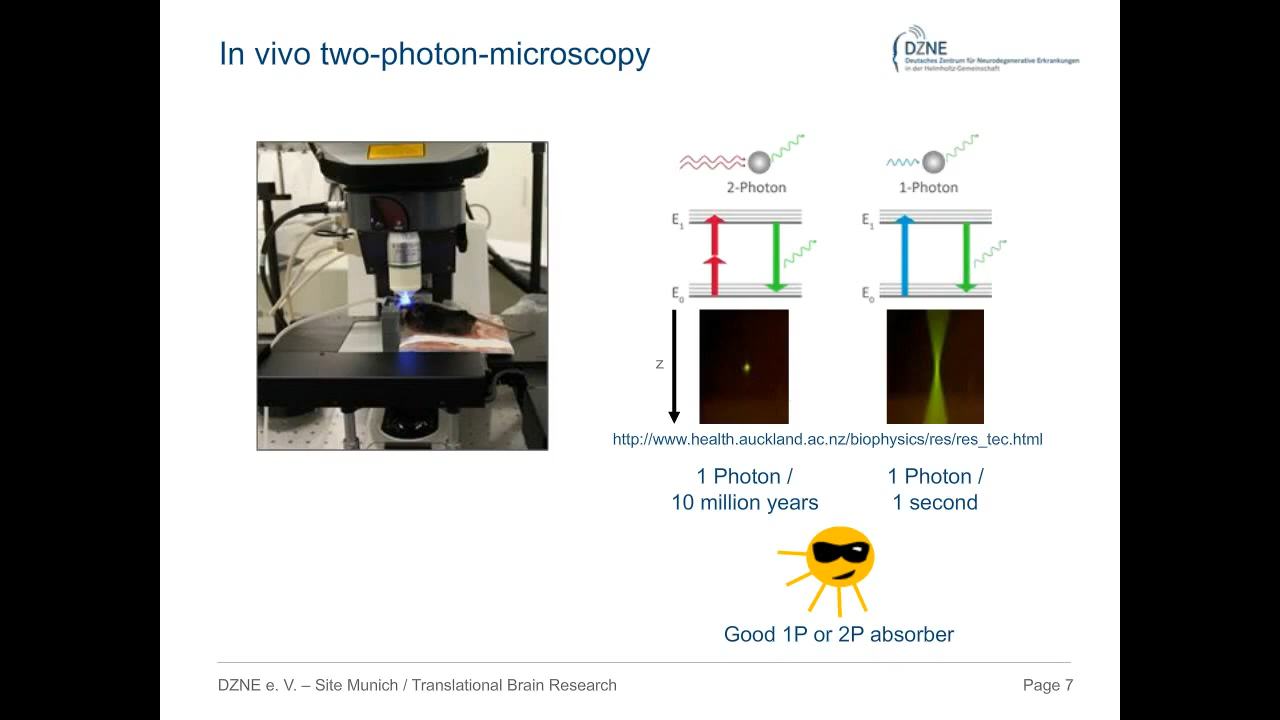 In vivo two-photon-microscopy
DZNE
Deutsches Zentrum für Neurodegenerative Erkrankungen
in der Helmholtz-Gemeinschaft
2-Photon
1-Photon
E1
E1
E0
E0
z
http://www.health.auckland.ac.nz/biophysics/res/res_tec.html
1 Photon /
10 million years
1 Photon /
1 second
Good 1P or 2P absorber
DZNE e. V. – Site Munich / Translational Brain Research
Page 7